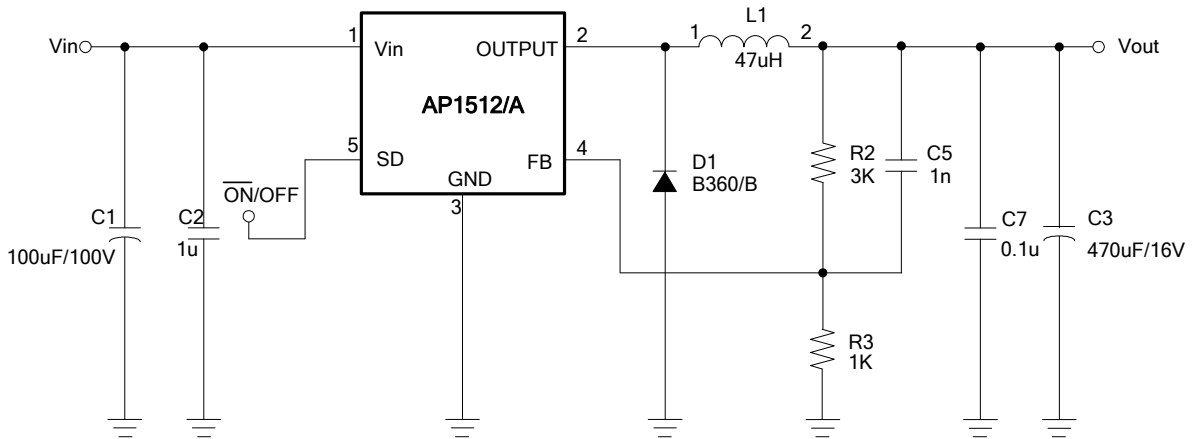 L1
1
2
47uH
Vin
1
Vin
OUTPUT
2
Vout
AP1512/A
5
SD
FB
4
GND
3
ON/OFF
D1
B360/B
R2
3K
C5
1n
C1
100uF/100V
C2
1u
C7
0.1u
C3
470uF/16V
R3
1K